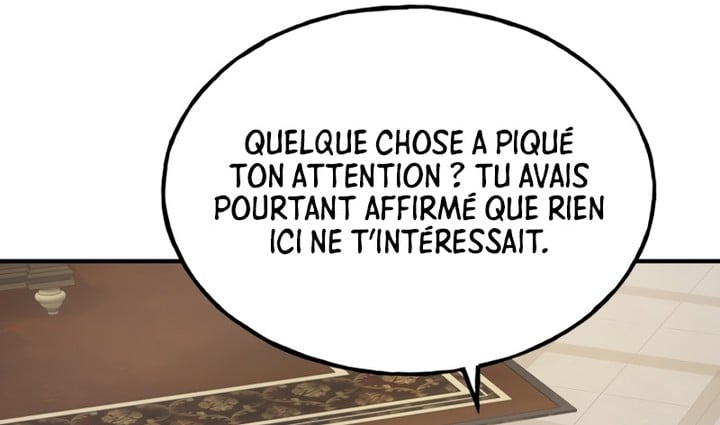 QUELQUE CHOSE A PIQUÉ
TON ATTENTION ? TU AVAIS
POURTANT AFFIRMÉ QUE RIEN
ICI NE T'INTÉRESSAIT.